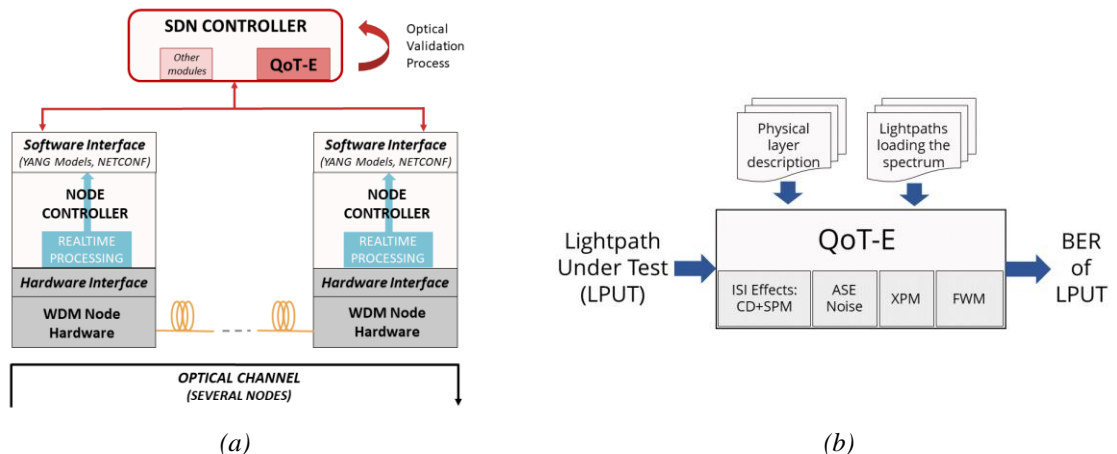 SDN CONTROLLER
Other
modules
QoT-E
Optical
Validation
Process
Software Interface
(YANG Models, NETCONF)
NODE
CONTROLLER
REALTIME
PROCESSING
Hardware Interface
WDM Node
Hardware
Software Interface
(YANG Models, NETCONF)
NODE
CONTROLLER
REALTIME
PROCESSING
Hardware Interface
WDM Node
Hardware
OPTICAL CHANNEL
(SEVERAL NODES)
(a)
Physical
layer
description
Lightpaths
loading the
spectrum
Lightpath
Under Test
(LPUT)
QoT-E
ISI Effects:
CD+SPM
ASE
Noise
XPM
FWM
BER
of
LPUT
(b)